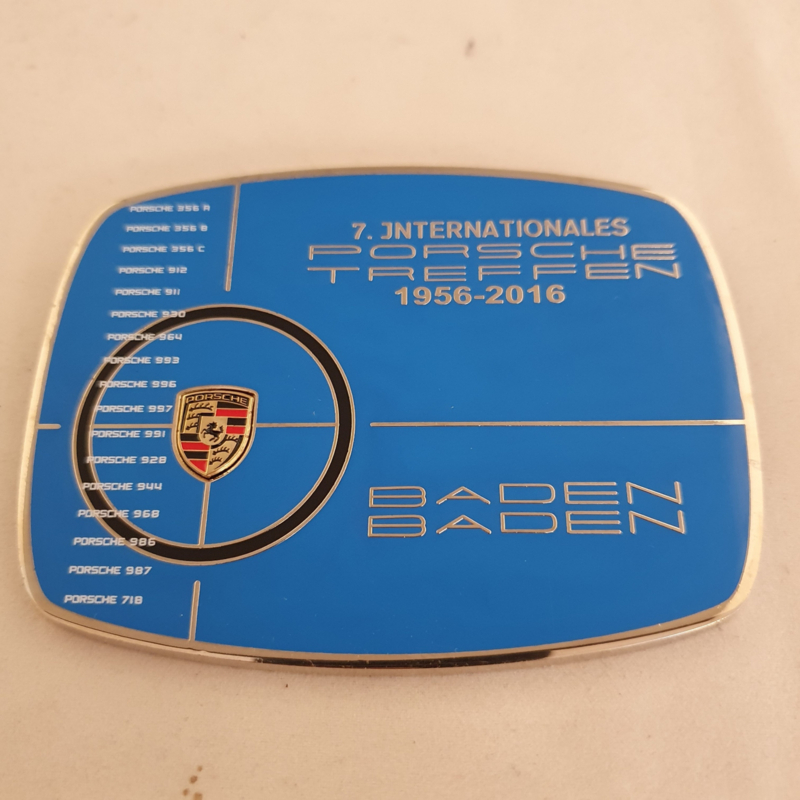 PORSCHE 356 A
PORSCHE 356 B
PORSCHE 356 C
PORSCHE 912
PORSCHE 911
PORSCHE 930
PORSCHE 964
PORSCHE 993
PORSCHE 996
PORSCHE 997
PORSCHE 991
PORSCHE 928
PORSCHE 944
PORSCHE 968
PORSCHE 986
PORSCHE 987
PORSCHE 718
PORSCHE
7. JNTERNATIONALES
PORSCHE
TREFFEN
1956-2016
BADEN
BADEN